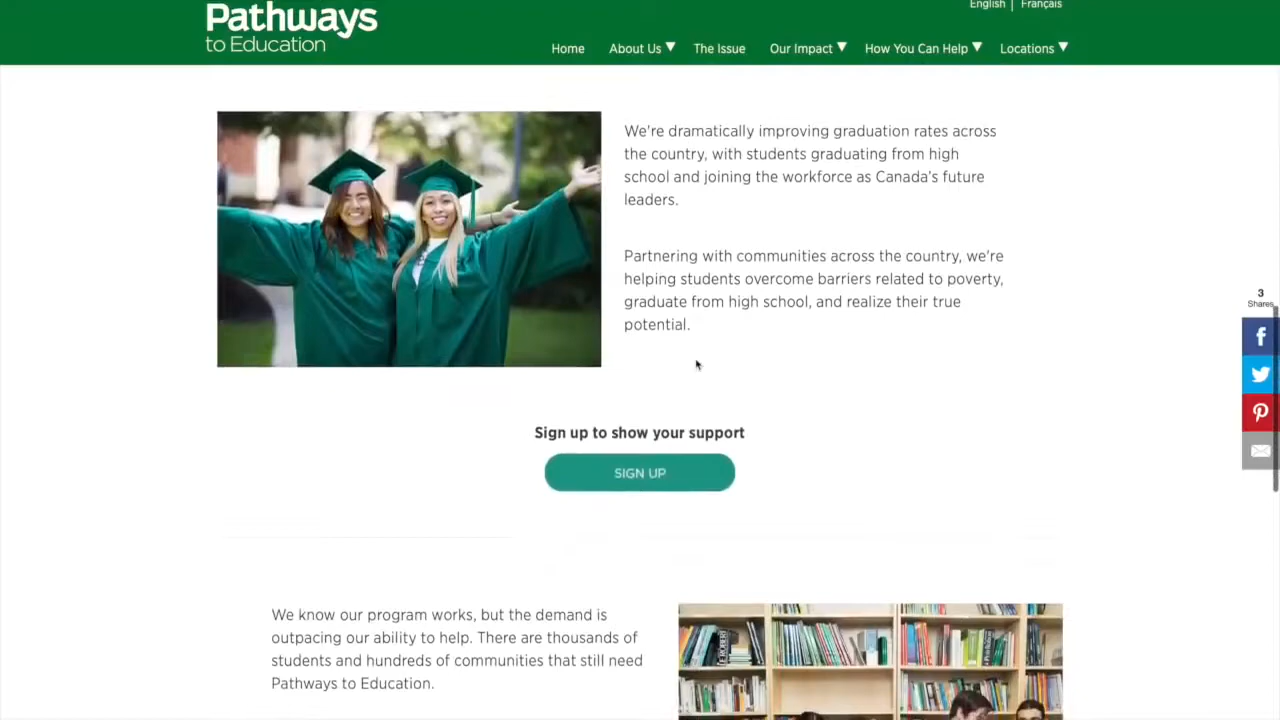 Pathways
to Education
English | Français
Home About Us ▼ The Issue Our Impact ▼ How You Can Help ▼ Locations ▼
We're dramatically improving graduation rates across
the country, with students graduating from high
school and joining the workforce as Canada's future
leaders.
Partnering with communities across the country, we're
helping students overcome barriers related to poverty,
graduate from high school, and realize their true
potential.
3
Shares
Sign up to show your support
SIGN UP
We know our program works, but the demand is
outpacing our ability to help. There are thousands of
students and hundreds of communities that still need
Pathways to Education.